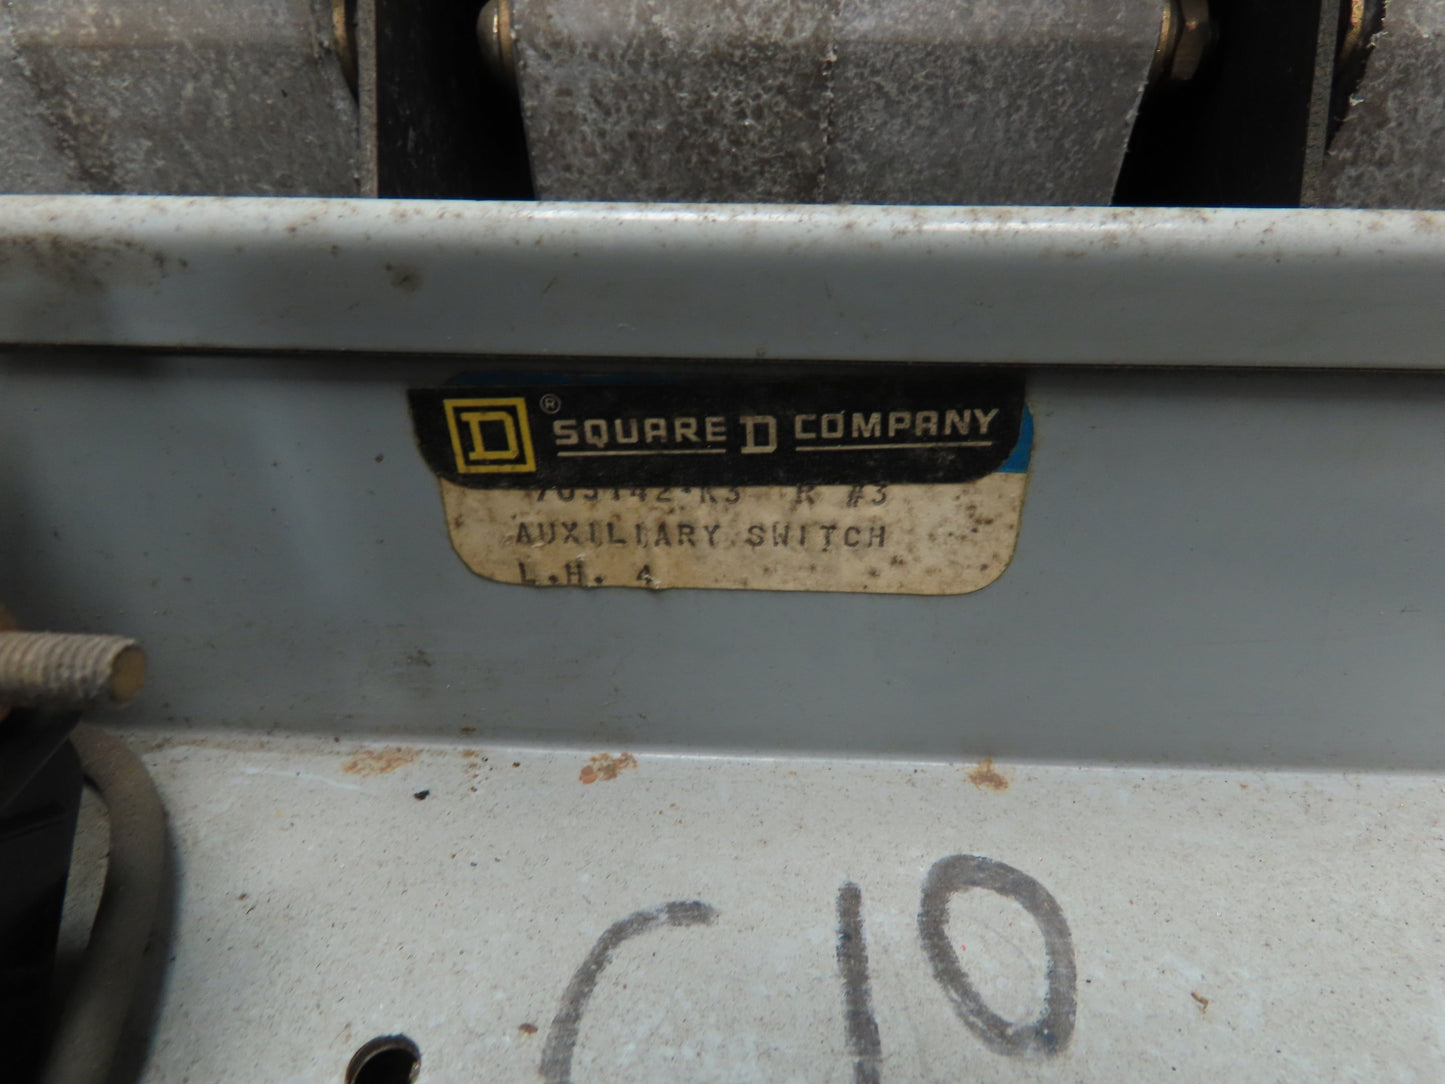 D ® SQUARE D COMPANY
AUXILIARY SWITCH
L.H. 4
C10